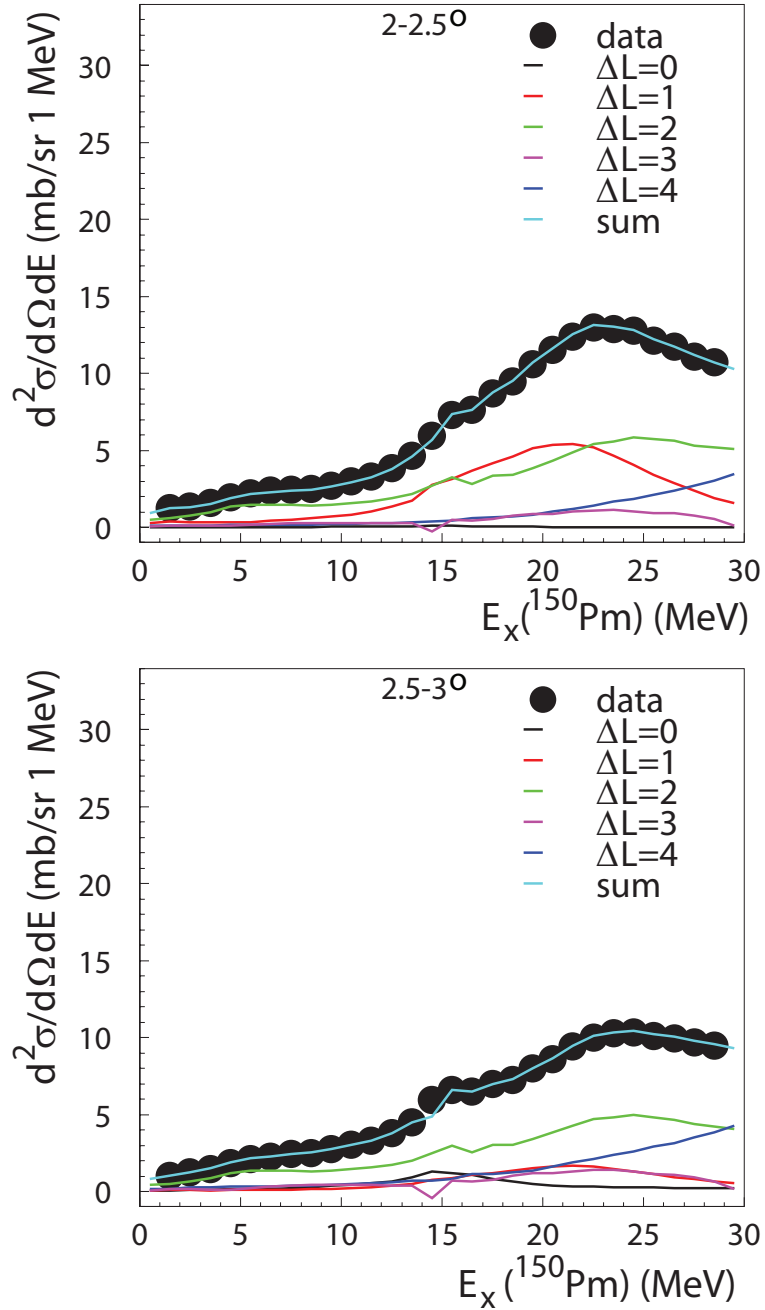 2-2.5°
data
ΔL=0
ΔL=1
ΔL=2
ΔL=3
ΔL=4
sum
d²σ/dΩdE (mb/sr 1 MeV)
30
25
20
15
10
5
0
0 5 10 15 20 25 30
Eₓ(¹⁵⁰Pm) (MeV)
2.5-3°
data
ΔL=0
ΔL=1
ΔL=2
ΔL=3
ΔL=4
sum
d²σ/dΩdE (mb/sr 1 MeV)
30
25
20
15
10
5
0
0 5 10 15 20 25 30
Eₓ(¹⁵⁰Pm) (MeV)